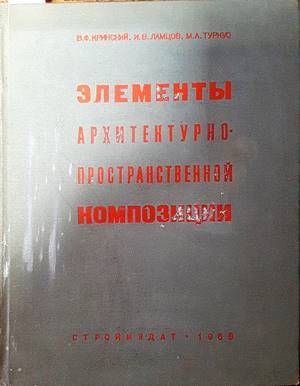 В.Ф.КРИНСКИЙ, И.В.ЛАМЦОВ, М.А.ТУРКУС
ЭЛЕМЕНТЫ
АРХИТЕКТУРНО-
ПРОСТРАНСТВЕННОЙ
КОМПОЗИЦИИ
СТРОЙИЗДАТ • 1968